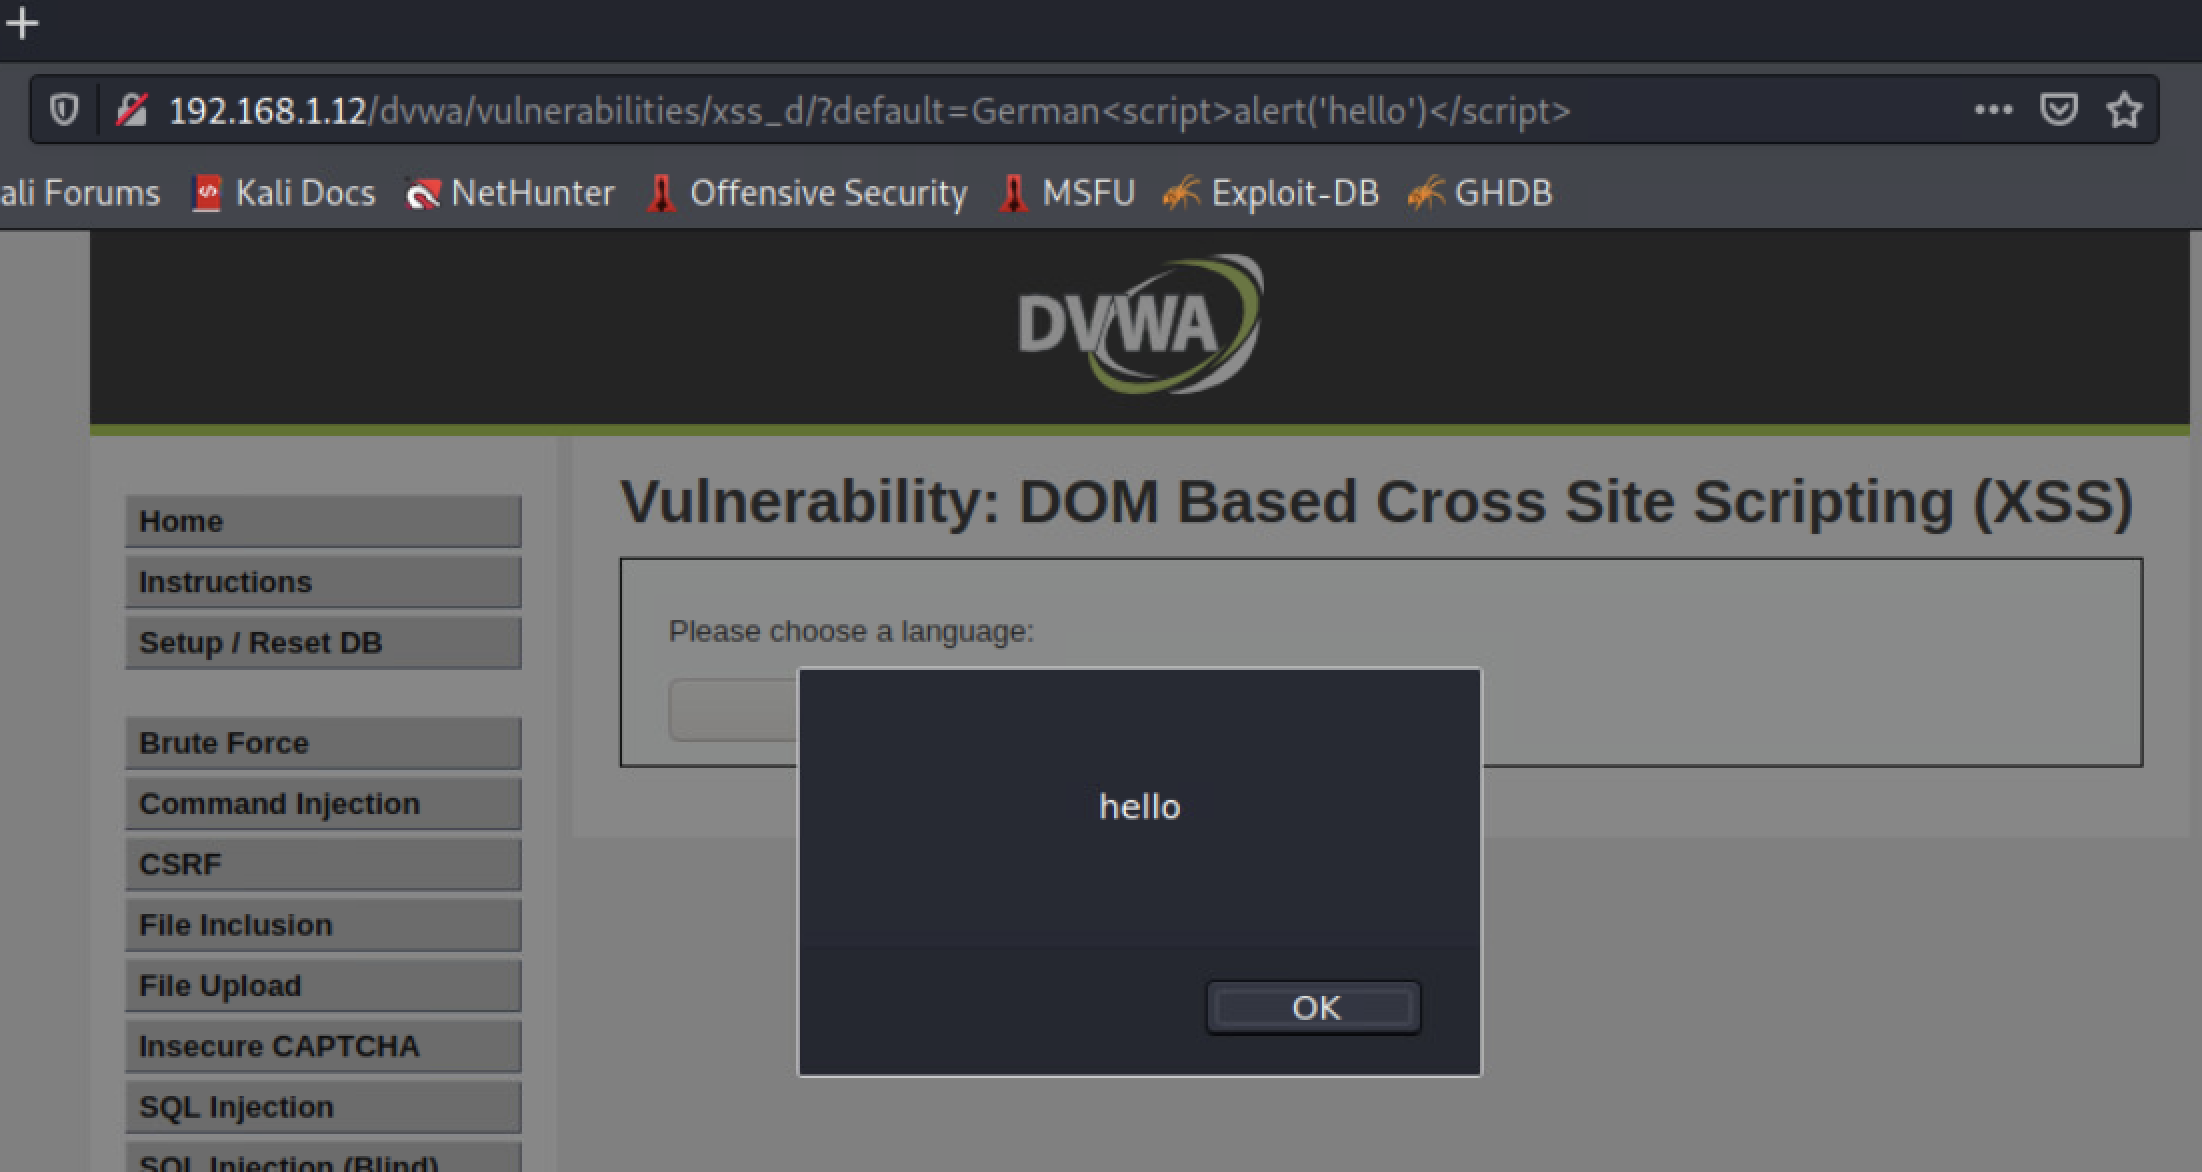 192.168.1.12/dvwa/vulnerabilities/xss_d/?default=German<script>alert('hello')</script>
ali Forums Kali Docs NetHunter Offensive Security MSFU Exploit-DB GHDB
DVWA
Vulnerability: DOM Based Cross Site Scripting (XSS)
Please choose a language:
hello
OK
Home
Instructions
Setup / Reset DB
Brute Force
Command Injection
CSRF
File Inclusion
File Upload
Insecure CAPTCHA
SQL Injection
SQL Injection (Blind)